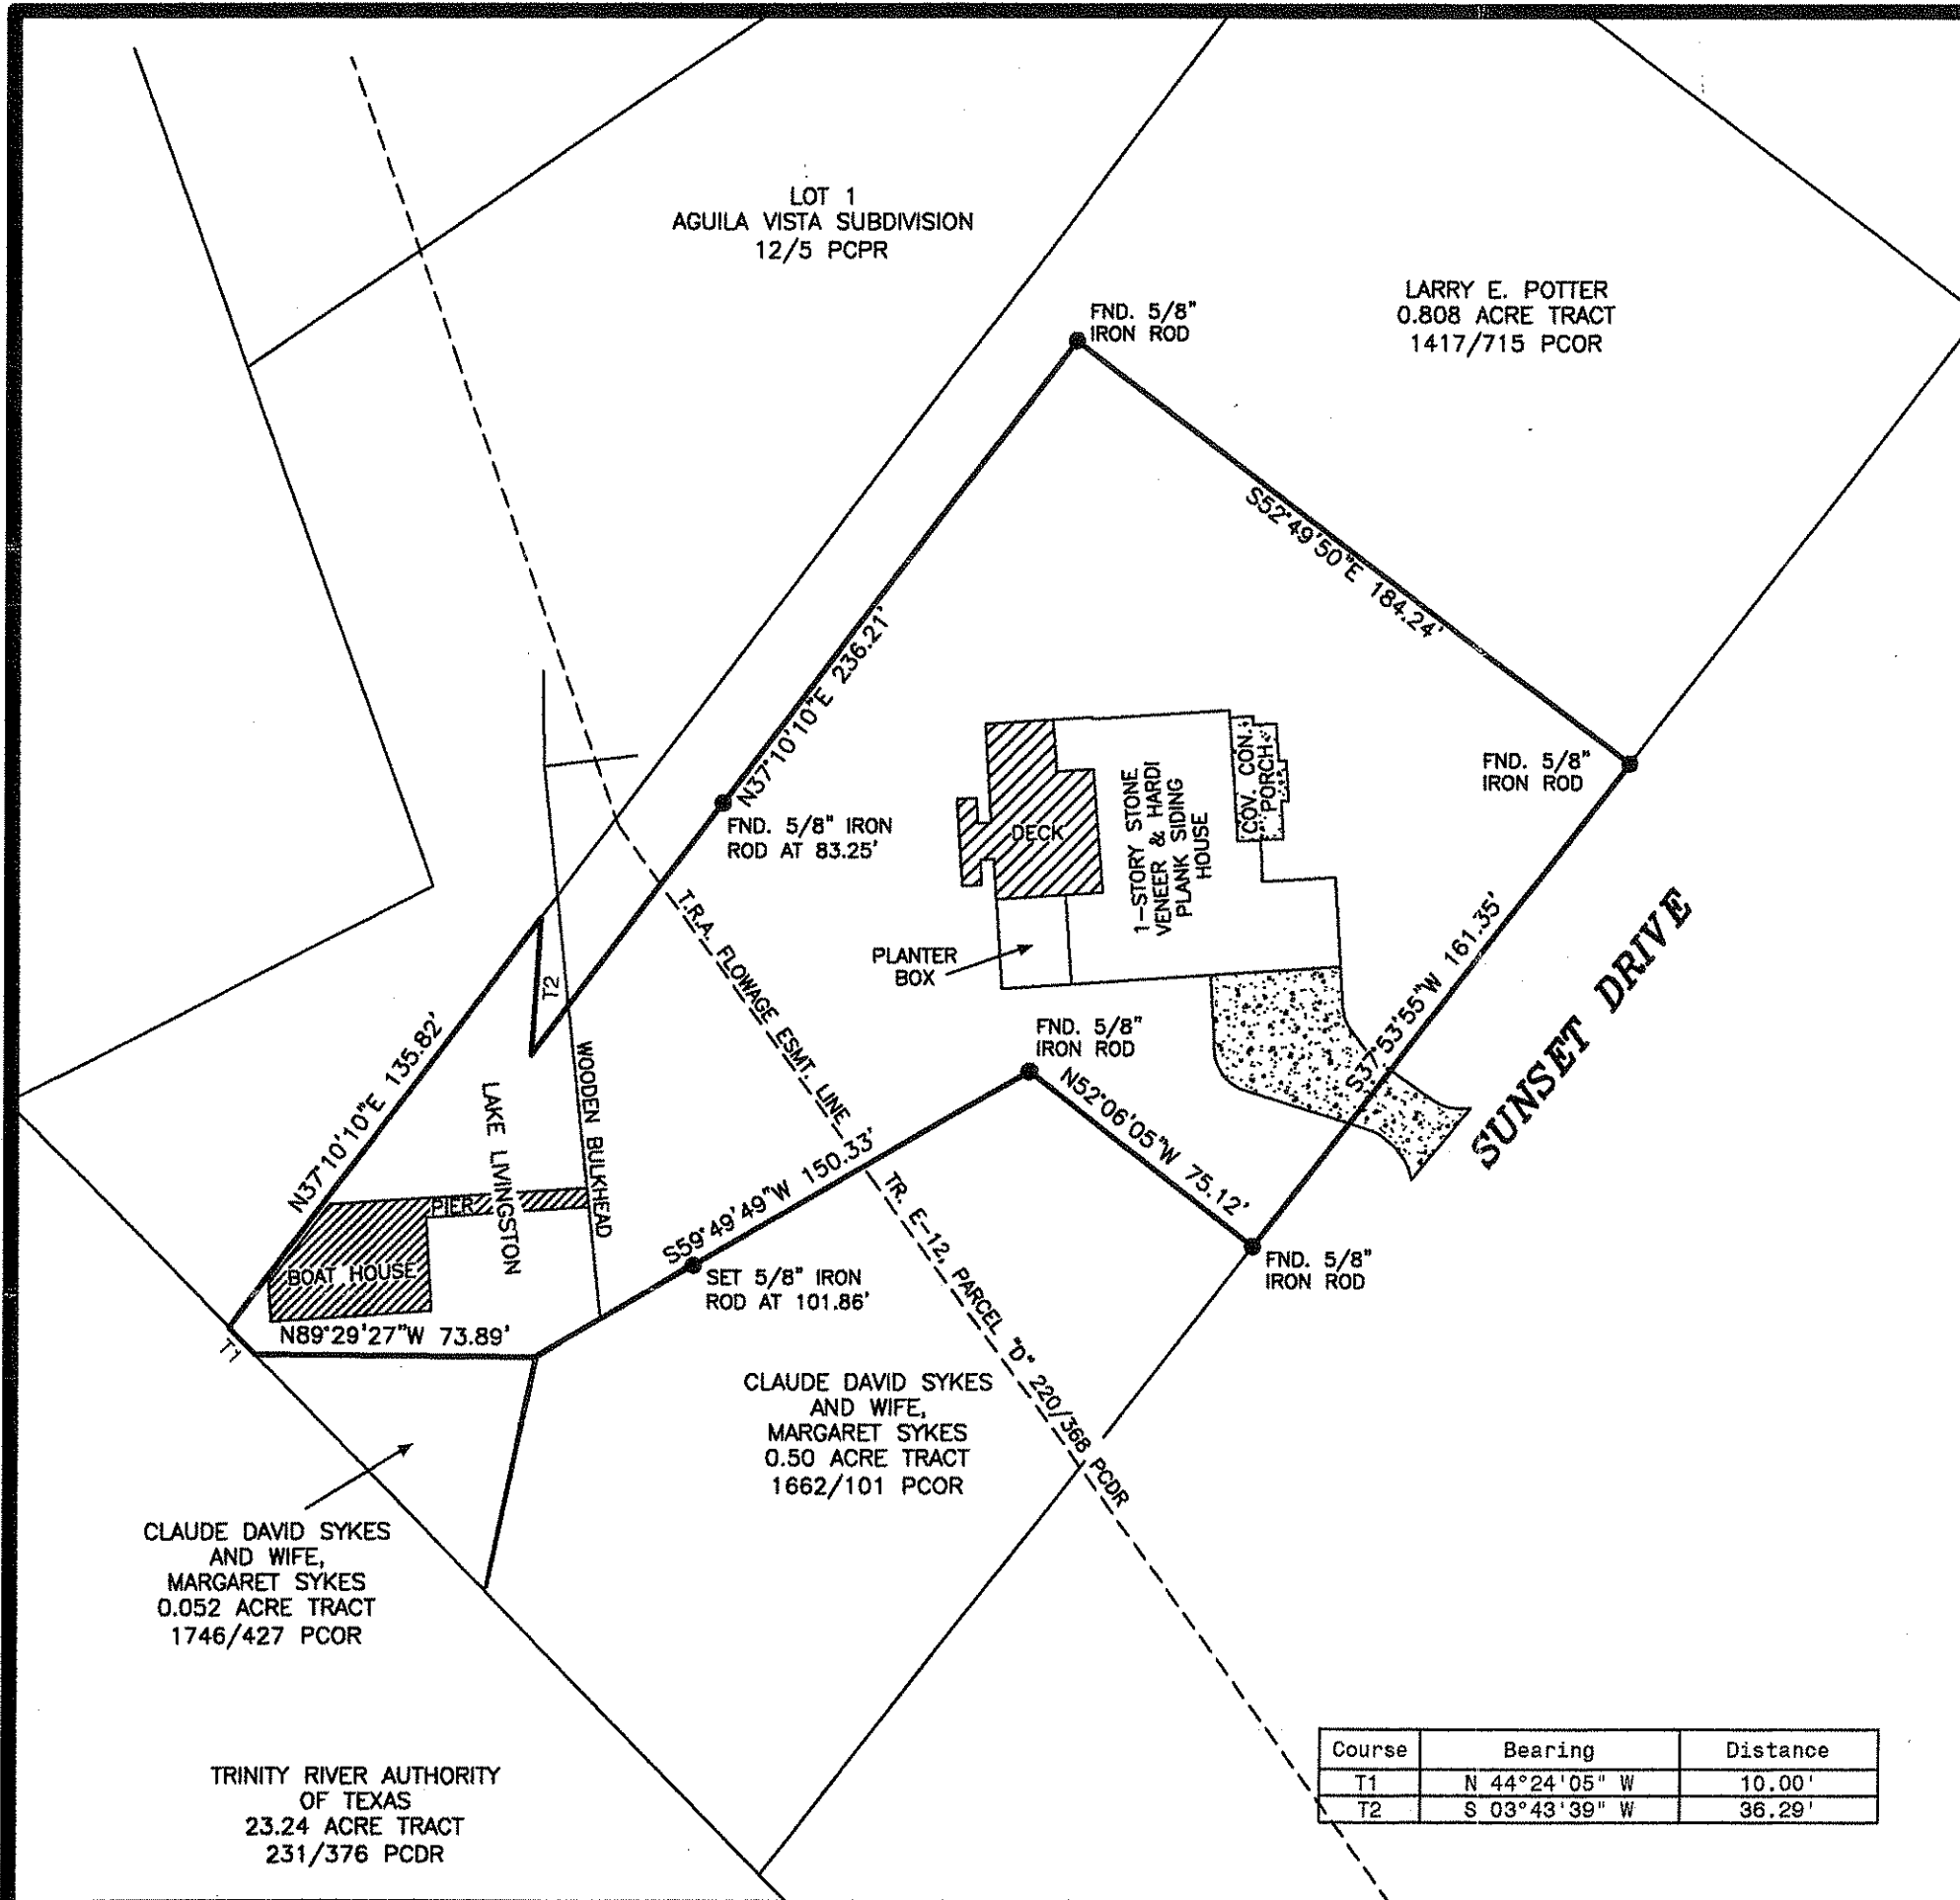 LOT 1
AGUILA VISTA SUBDIVISION
12/5 PCPR
LARRY E. POTTER
0.808 ACRE TRACT
1417/715 PCOR
FND. 5/8"
IRON ROD
S52°49'50"E 184.24'
N37°10'10"E 236.21'
FND. 5/8"
IRON ROD
FND. 5/8" IRON
ROD AT 83.25'
DECK
1-STORY STONE
VENEER & HARDI
PLANK SIDING
HOUSE
COV. CON.
PORCH
PLANTER
BOX
S37°53'55"W 161.35'
SUNSET DRIVE
T.R.A. FLOWAGE ESMT. LINE
T2
WOODEN BULKHEAD
N37°10'10"E 135.82'
LAKE LIVINGSTON
PIER
BOAT HOUSE
FND. 5/8"
IRON ROD
N52°06'05"W 75.12'
S59°49'49"W 150.33'
SET 5/8" IRON
ROD AT 101.86'
FND. 5/8"
IRON ROD
TR. E-12, PARCEL "D" 220/368 PCDR
N89°29'27"W 73.89'
T1
CLAUDE DAVID SYKES
AND WIFE,
MARGARET SYKES
0.50 ACRE TRACT
1662/101 PCOR
CLAUDE DAVID SYKES
AND WIFE,
MARGARET SYKES
0.052 ACRE TRACT
1746/427 PCOR
TRINITY RIVER AUTHORITY
OF TEXAS
23.24 ACRE TRACT
231/376 PCDR
Course Bearing Distance
T1 N 44°24'05" W 10.00'
T2 S 03°43'39" W 36.29'